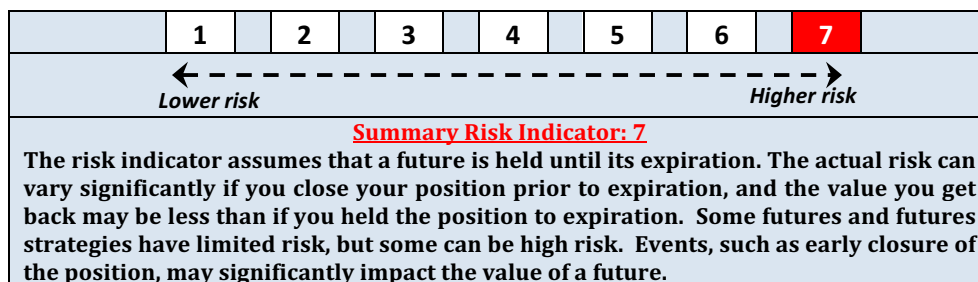 1 2 3 4 5 6 7
Lower risk Higher risk
Summary Risk Indicator: 7
The risk indicator assumes that a future is held until its expiration. The actual risk can
vary significantly if you close your position prior to expiration, and the value you get
back may be less than if you held the position to expiration.  Some futures and futures
strategies have limited risk, but some can be high risk.  Events, such as early closure of
the position, may significantly impact the value of a future.